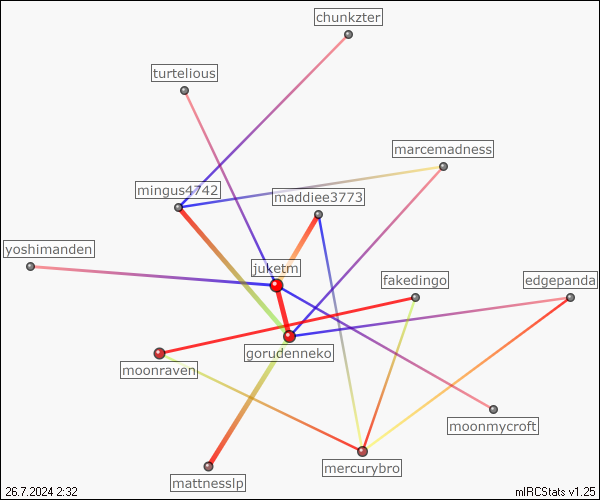 chunkzter
turtelious
marcemadness
mingus4742
maddiee3773
yoshimanden
juketm
fakedingo
edgepanda
gorudenneko
moonraven
moonmycroft
mercurybro
mattnesslp
26.7.2024 2:32
mIRCStats v1.25